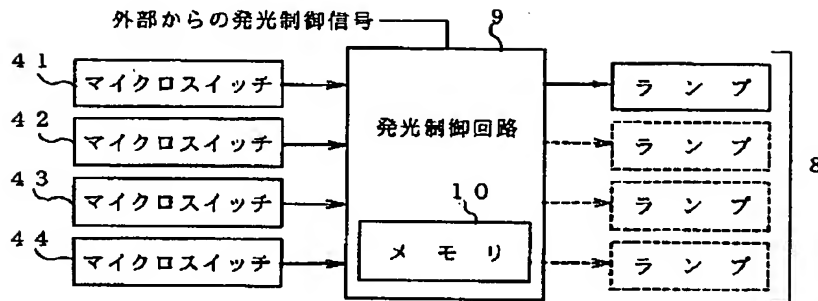 外部からの発光制御信号
9
41
マイクロスイッチ
ランプ
42
マイクロスイッチ
発光制御回路
ランプ
8
43
マイクロスイッチ
10
ランプ
44
マイクロスイッチ
メモリ
ランプ